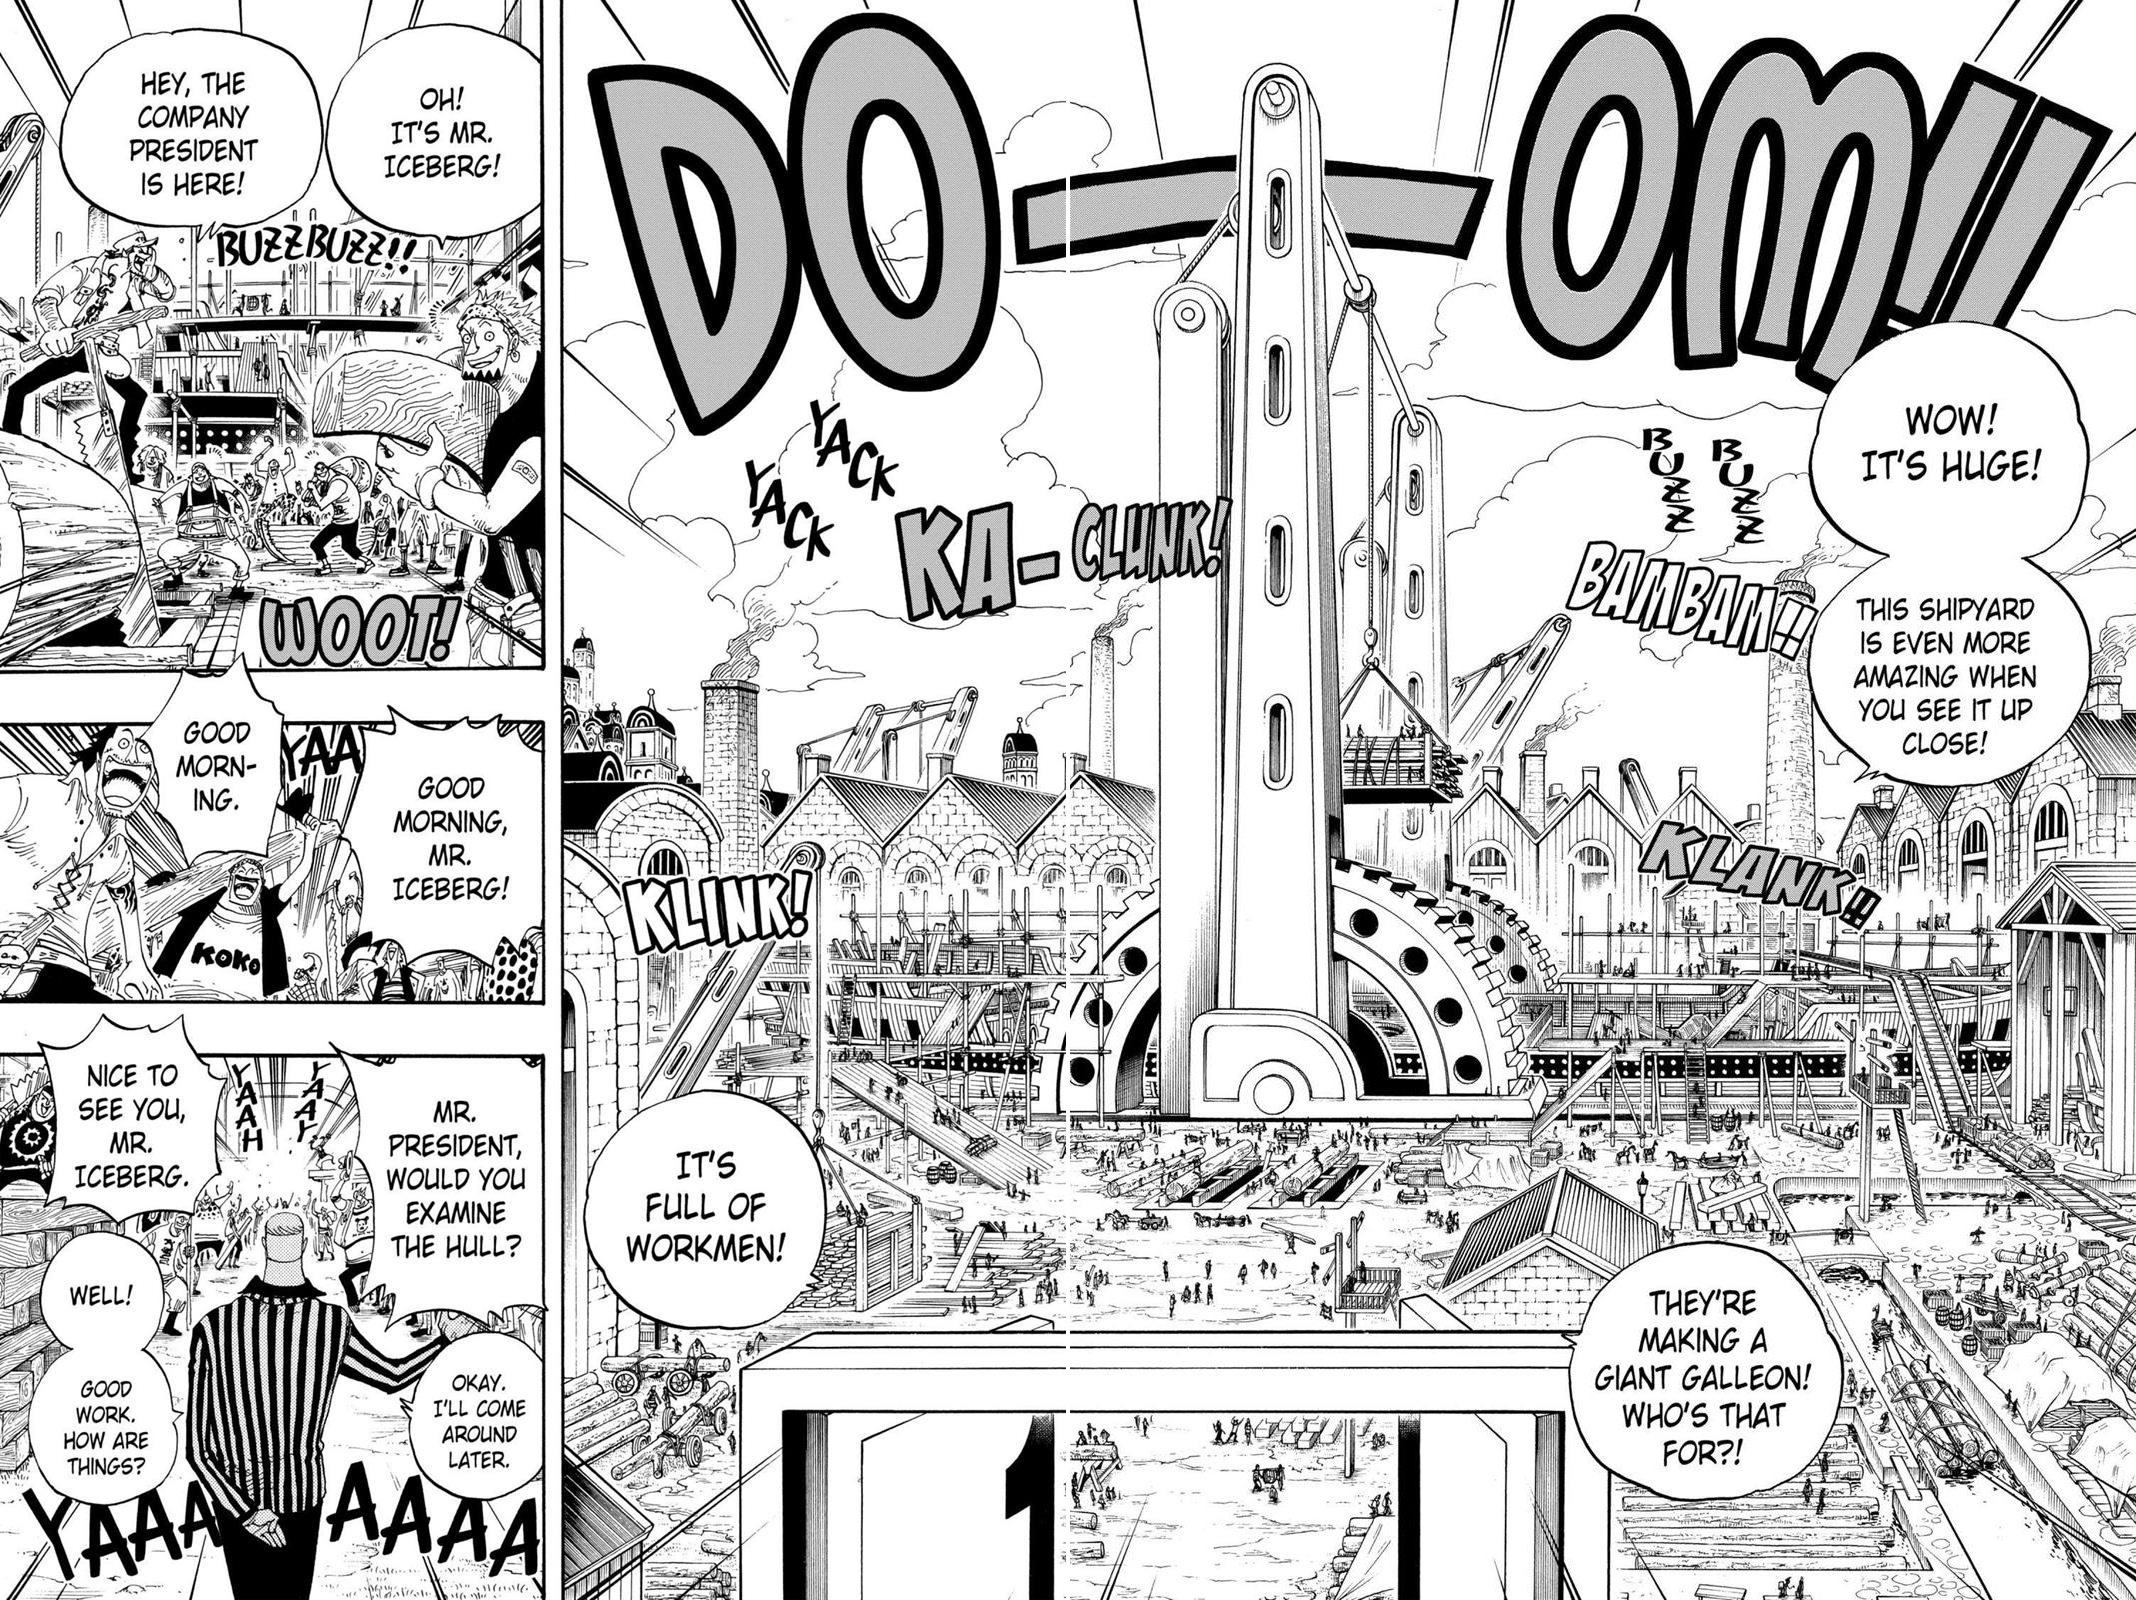 DO-OM!!
WOW!
IT'S HUGE!
THIS SHIPYARD
IS EVEN MORE
AMAZING WHEN
YOU SEE IT UP
CLOSE!
BUZZ
BUZZ
BAMBAM!!
YACK
YACK
KA-CLUNK!
KLANK!!
KLINK!
IT'S
FULL OF
WORKMEN!
THEY'RE
MAKING A
GIANT GALLEON!
WHO'S THAT
FOR?!
1
OH!
IT'S MR.
ICEBERG!
HEY, THE
COMPANY
PRESIDENT
IS HERE!
BUZZBUZZ!!
WOOT!
GOOD
MORNING,
MR.
ICEBERG!
YAA
GOOD
MORN-
ING.
KOKO
MR.
PRESIDENT,
WOULD YOU
EXAMINE
THE HULL?
YAAY
YAAH
NICE TO
SEE YOU,
MR.
ICEBERG.
OKAY.
I'LL COME
AROUND
LATER.
WELL!
GOOD
WORK.
HOW ARE
THINGS?
YAAAAAAA